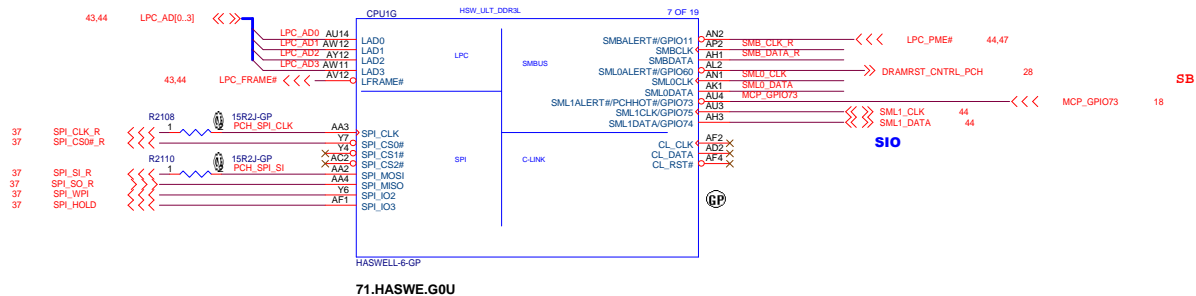 CPU1G HSW_ULT_DDR3L 7 OF 19
43,44 LPC_AD[0..3]
LPC_AD0 AU14 LAD0
LPC_AD1 AW12 LAD1
LPC_AD2 AY12 LAD2
LPC_AD3 AW11 LAD3
43,44 LPC_FRAME# AV12 LFRAME#
LPC SMBUS
SMBALERT#/GPIO11 AN2 LPC_PME# 44,47
SMBCLK AP2 SMB_CLK_R
SMBDATA AH1 SMB_DATA_R
SML0ALERT#/GPIO60 AL2 DRAMRST_CNTRL_PCH 28
SML0CLK AN1 SML0_CLK
SML0DATA AK1 SML0_DATA
SML1ALERT#/PCHHOT#/GPIO73 AU4 MCP_GPIO73 MCP_GPIO73 18
SML1CLK/GPIO75 AU3 SML1_CLK 44
SML1DATA/GPIO74 AH3 SML1_DATA 44
SB
SIO
R2108 15R2J-GP
37 SPI_CLK_R 1 2 PCH_SPI_CLK AA3 SPI_CLK
37 SPI_CS0#_R Y7 SPI_CS0#
Y4 SPI_CS1#
AC2 SPI_CS2#
R2110 15R2J-GP
37 SPI_SI_R 1 2 PCH_SPI_SI AA2 SPI_MOSI
37 SPI_SO_R AA4 SPI_MISO
37 SPI_WPI Y6 SPI_IO2
37 SPI_HOLD AF1 SPI_IO3
SPI C-LINK
CL_CLK AF2
CL_DATA AD2
CL_RST# AF4
GP
HASWELL-6-GP
71.HASWE.G0U